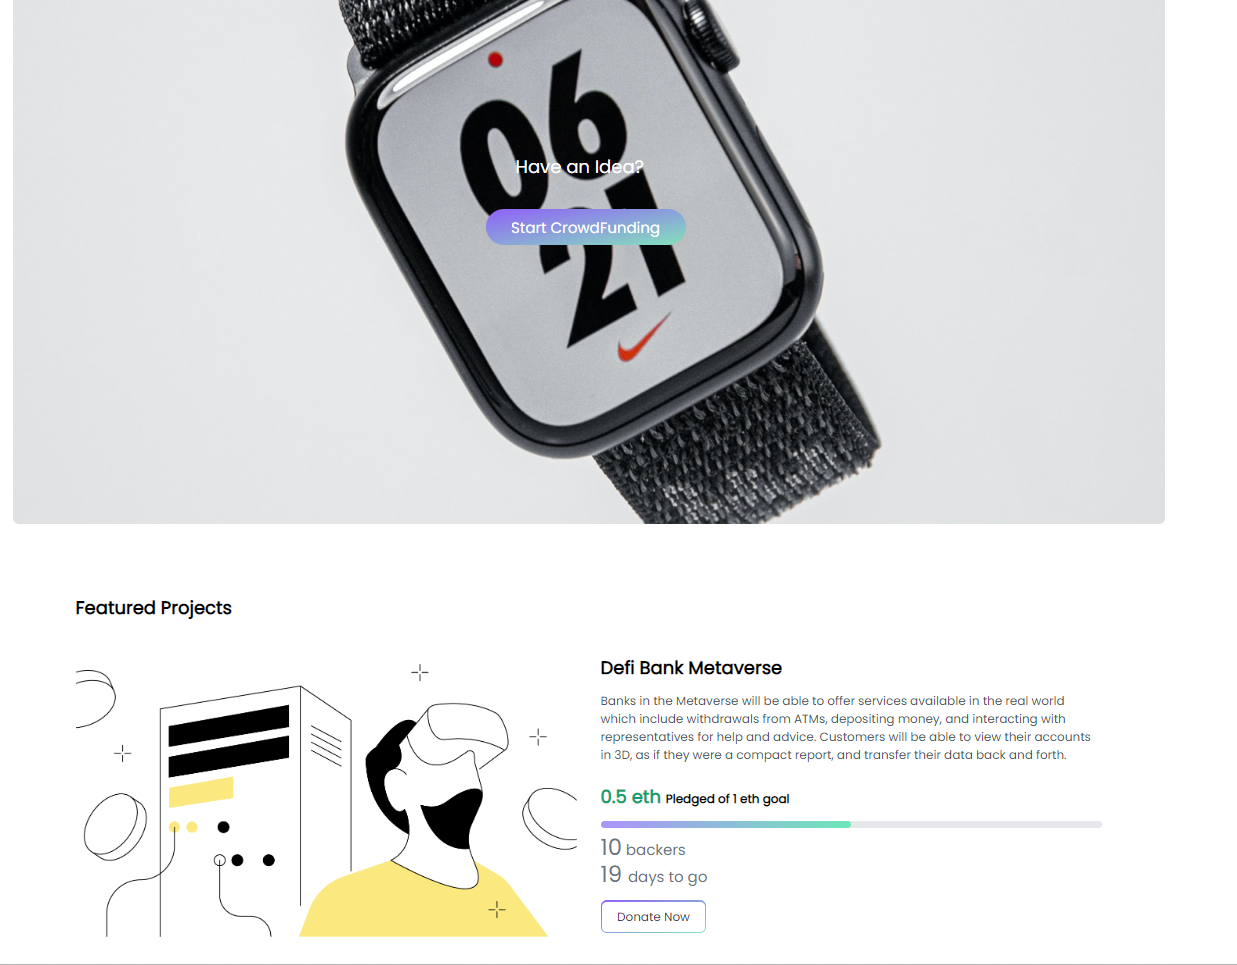 06
Have an Idea?
Start CrowdFunding
21
Featured Projects
Defi Bank Metaverse
Banks in the Metaverse will be able to offer services available in the real world
which include withdrawals from ATMs, depositing money, and interacting with
representatives for help and advice. Customers will be able to view their accounts
in 3D, as if they were a compact report, and transfer their data back and forth.
0.5 eth Pledged of 1 eth goal
10 backers
19 days to go
Donate Now